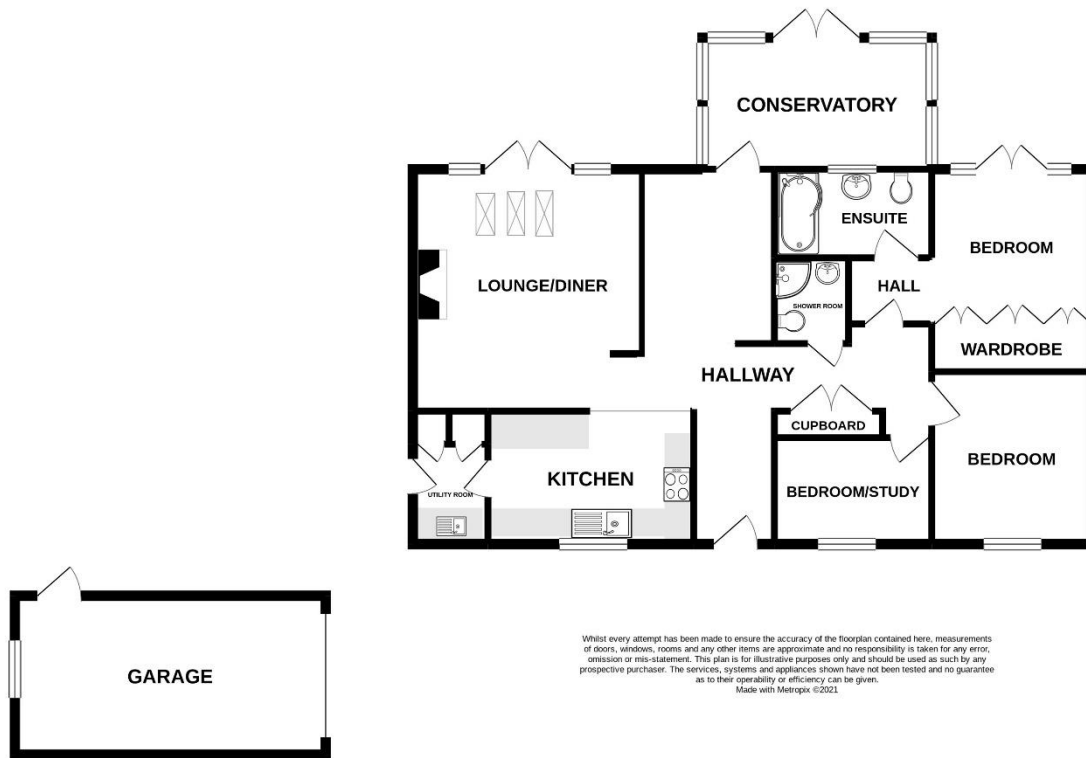 CONSERVATORY
ENSUITE
BEDROOM
LOUNGE/DINER
HALL
SHOWER ROOM
WARDROBE
HALLWAY
CUPBOARD
BEDROOM
KITCHEN
BEDROOM/STUDY
UTILITY ROOM
GARAGE
Whilst every attempt has been made to ensure the accuracy of the floorplan contained here, measurements
of doors, windows, rooms and any other items are approximate and no responsibility is taken for any error,
omission or mis-statement. This plan is for illustrative purposes only and should be used as such by any
prospective purchaser. The services, systems and appliances shown have not been tested and no guarantee
as to their operability or efficiency can be given.
Made with Metropix ©2021